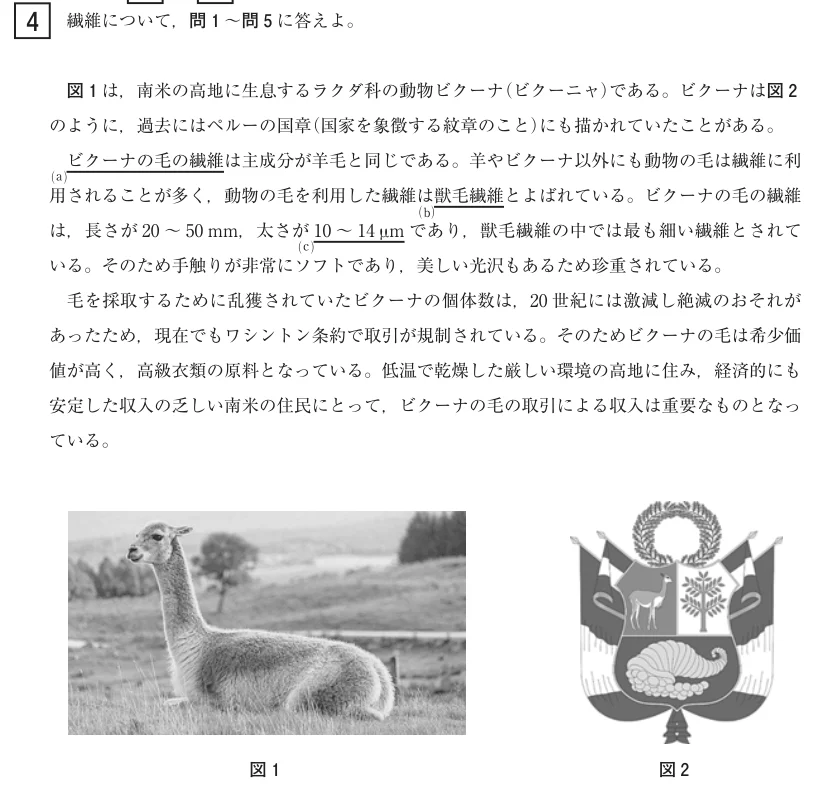 4 繊維について，問1～問5に答えよ。
図1は，南米の高地に生息するラクダ科の動物ビクーナ(ビクーニャ)である。ビクーナは図2
のように，過去にはペルーの国章(国家を象徴する紋章のこと)にも描かれていたことがある。
ビクーナの毛の繊維は主成分が羊毛と同じである。羊やビクーナ以外にも動物の毛は繊維に利
(a)
用されることが多く，動物の毛を利用した繊維は獣毛繊維とよばれている。ビクーナの毛の繊維
(b)
は，長さが 20 ～ 50 mm，太さが 10 ～ 14 μm であり，獣毛繊維の中では最も細い繊維とされて
(c)
いる。そのため手触りが非常にソフトであり，美しい光沢もあるため珍重されている。
毛を採取するために乱獲されていたビクーナの個体数は，20 世紀には激減し絶滅のおそれが
あったため，現在でもワシントン条約で取引が規制されている。そのためビクーナの毛は希少価
値が高く，高級衣類の原料となっている。低温で乾燥した厳しい環境の高地に住み，経済的にも
安定した収入の乏しい南米の住民にとって，ビクーナの毛の取引による収入は重要なものとなっ
ている。
図1
図2